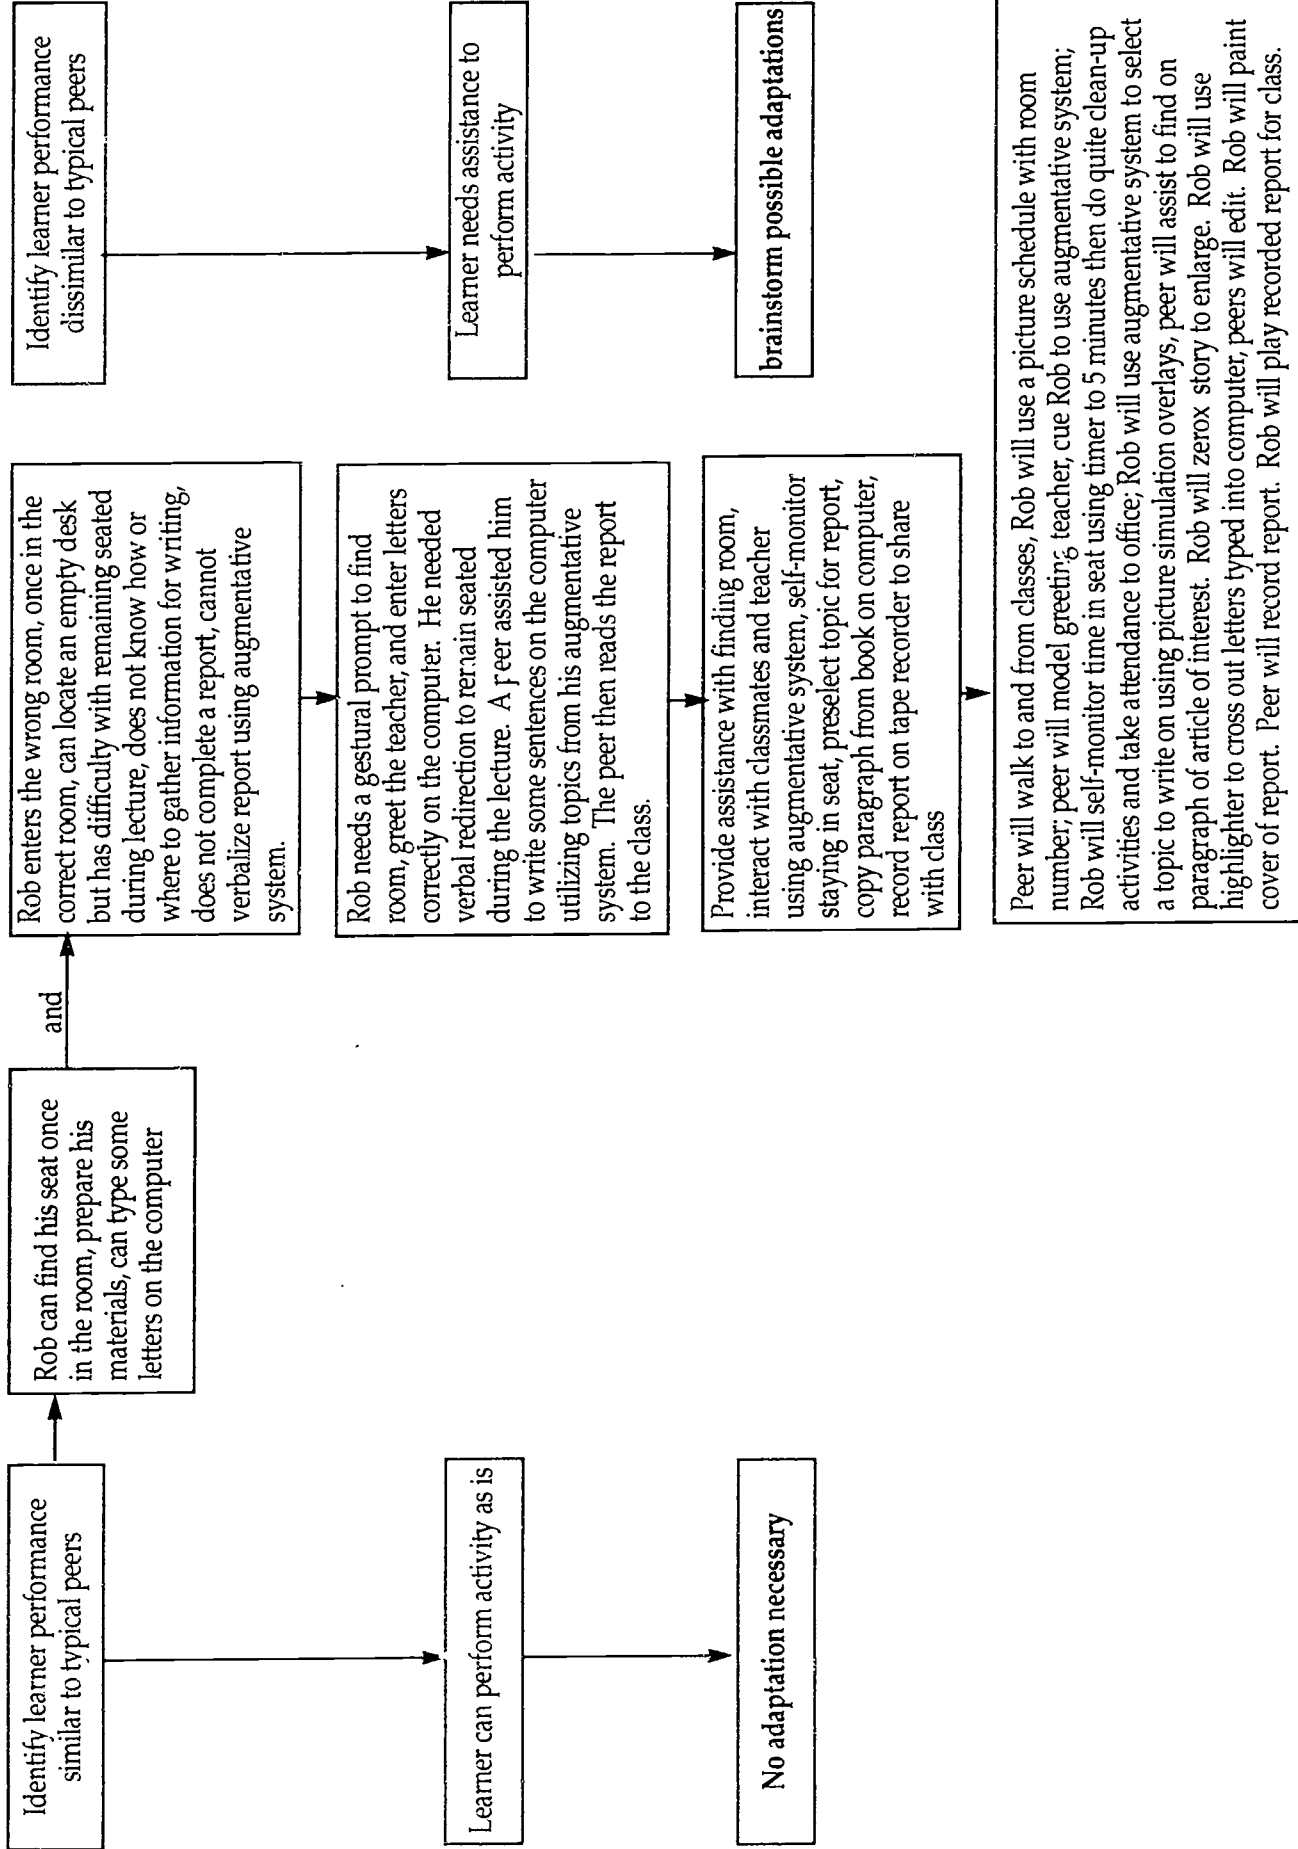 Identify learner performance
similar to typical peers
Rob can find his seat once
in the room, prepare his
materials, can type some
letters on the computer
and
Rob enters the wrong room, once in the
correct room, can locate an empty desk
but has difficulty with remaining seated
during lecture, does not know how or
where to gather information for writing,
does not complete a report, cannot
verbalize report using augmentative
system.
Identify learner performance
dissimilar to typical peers
Learner can perform activity as is
Rob needs a gestural prompt to find
room, greet the teacher, and enter letters
correctly on the computer. He needed
verbal redirection to remain seated
during the lecture. A peer assisted him
to write some sentences on the computer
utilizing topics from his augmentative
system. The peer then reads the report
to the class.
Learner needs assistance to
perform activity
No adaptation necessary
Provide assistance with finding room,
interact with classmates and teacher
using augmentative system, self-monitor
staying in seat, preselect topic for report,
copy paragraph from book on computer,
record report on tape recorder to share
with class
brainstorm possible adaptations
Peer will walk to and from classes, Rob will use a picture schedule with room
number; peer will model greeting teacher, cue Rob to use augmentative system;
Rob will self-monitor time in seat using timer to 5 minutes then do quite clean-up
activities and take attendance to office; Rob will use augmentative system to select
a topic to write on using picture simulation overlays, peer will assist to find on
paragraph of article of interest. Rob will zerox story to enlarge. Rob will use
highlighter to cross out letters typed into computer, peers will edit. Rob will paint
cover of report. Peer will record report. Rob will play recorded report for class.